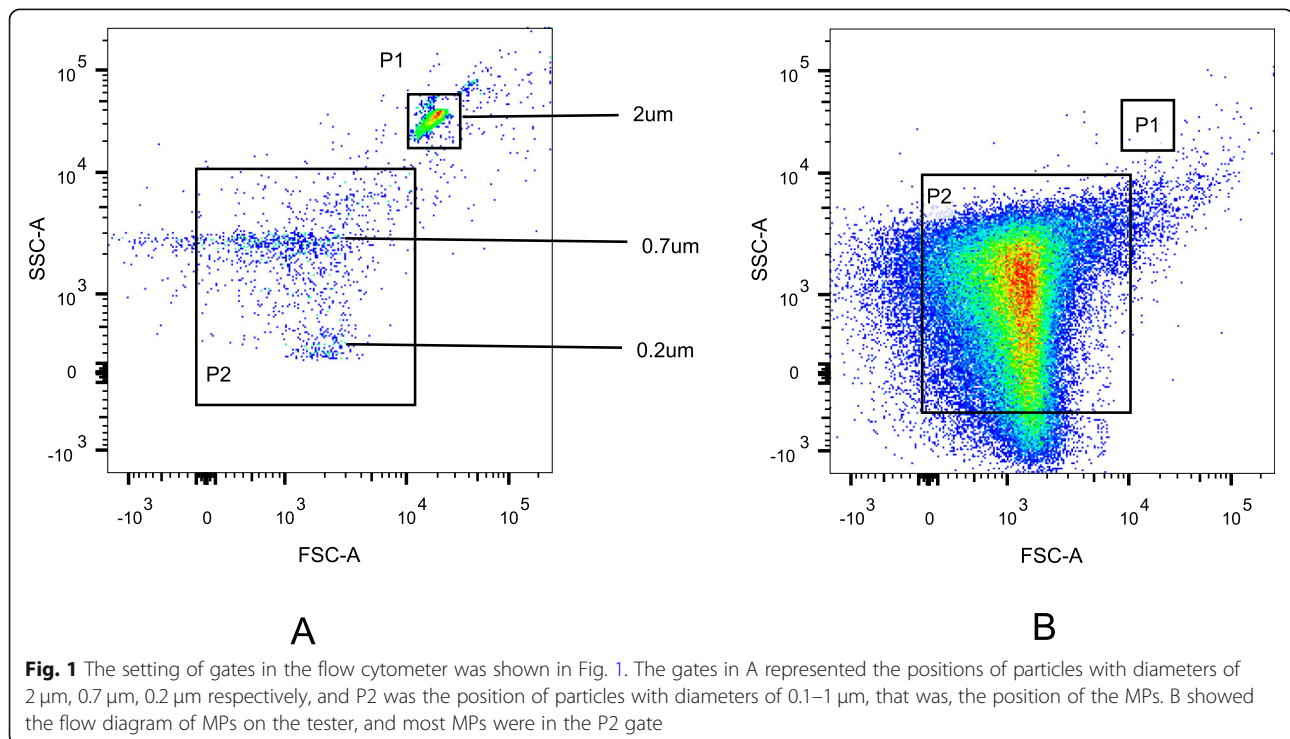 P1
10 5
2um
10 4
SSC-A
0.7um
10 3
0.2um
0
P2
-10 3
-10 3
0
10 3
10 4
10 5
FSC-A
A
10 5
P1
10 4
P2
SSC-A
10 3
0
-10 3
-10 3
0
10 3
10 4
10 5
FSC-A
B
Fig. 1 The setting of gates in the flow cytometer was shown in Fig. 1. The gates in A represented the positions of particles with diameters of
2 μm, 0.7 μm, 0.2 μm respectively, and P2 was the position of particles with diameters of 0.1–1 μm, that was, the position of the MPs. B showed
the flow diagram of MPs on the tester, and most MPs were in the P2 gate